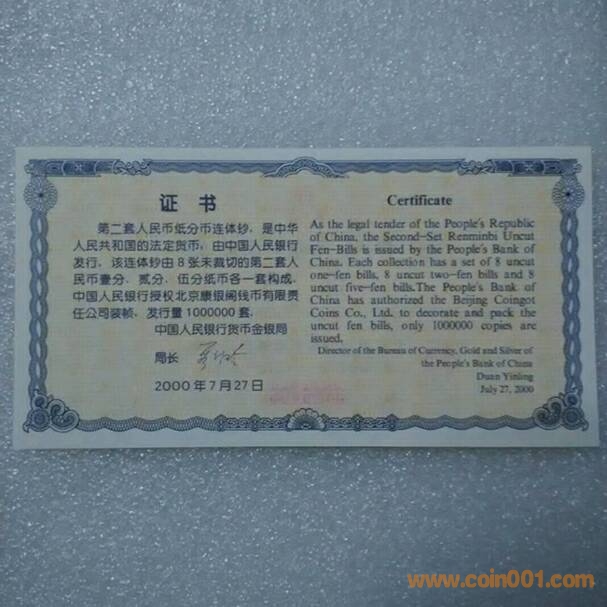 证 书
第二套人民币低分币连体钞,是中华
人民共和国的法定货币,由中国人民银行
发行,该连体钞由8张未裁切的第二套人
民币壹分、贰分、伍分纸币各一套构成,
中国人民银行授权北京康银阁钱币有限责
任公司装帧,发行量1000000套。
中国人民银行货币金银局
局长
2000年7月27日
Certificate
As the legal tender of the People's Republic
of China, the Second-Set Renminbi Uncut
Fen-Bills is issued by the People's Bank of
China. Each collection has a set of 8 uncut
one-fen bills, 8 uncut two-fen bills and 8
uncut five-fen bills.The People's Bank of
China has authorized the Beijing Coingot
Coins Co., Ltd. to decorate and pack the
uncut fen bills, only 1000000 copies are
issued.
Director of the Bureau of Currency, Gold and Silver of
the People's Bank of China
Duan Yinling
July 27, 2000
www.coin001.com